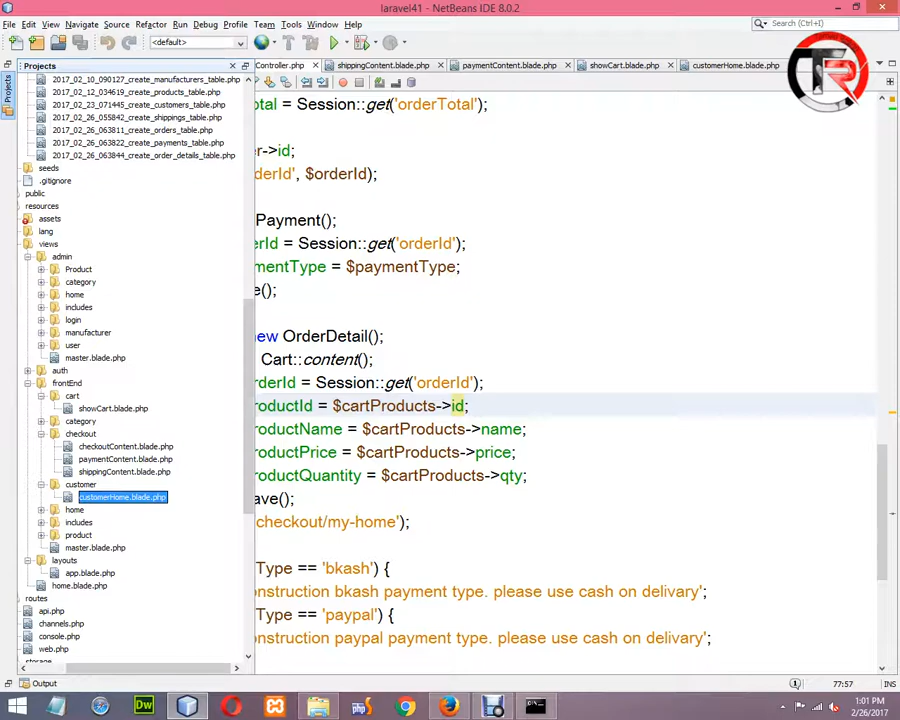 laravel41 - NetBeans IDE 8.0.2
File Edit View Navigate Source Refactor Run Debug Profile Team Tools Window Help
Search (Ctrl+I)
<default>
Projects
Controller.php shippingContent.php paymentContent.php showCart.php customerHome.php
Projects
2017_02_10_090127_create_manufacturers_table.php
2017_02_12_034619_create_products_table.php
2017_02_23_071445_create_customers_table.php
2017_02_26_055842_create_shippings_table.php
2017_02_26_063811_create_orders_table.php
2017_02_26_063822_create_payments_table.php
2017_02_26_063844_create_order_details_table.php
seeds
.gitignore
public
resources
assets
lang
views
admin
Product
category
home
includes
login
manufacturer
user
master.blade.php
auth
frontEnd
cart
showCart.blade.php
category
checkout
checkoutContent.blade.php
paymentContent.blade.php
shippingContent.blade.php
customer
customerHome.blade.php
home
includes
product
master.blade.php
layouts
app.blade.php
home.blade.php
routes
api.php
channels.php
console.php
web.php
storage
otal = Session::get('orderTotal');
er->id;
derId', $orderId);
Payment();
erId = Session::get('orderId');
mentType = $paymentType;
e();
new OrderDetail();
Cart::content();
rderId = Session::get('orderId');
roductId = $cartProducts->id;
roductName = $cartProducts->name;
roductPrice = $cartProducts->price;
roductQuantity = $cartProducts->qty;
ave();
checkout/my-home');
Type == 'bkash') {
onstruction bkash payment type. please use cash on delivery';
Type == 'paypal') {
onstruction paypal payment type. please use cash on delivery';
Output
77:57 INS
Dw
1:01 PM
2/26/2017